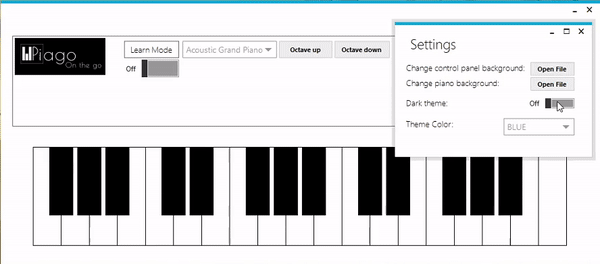 Piago
On the go.
Learn Mode
Acoustic Grand Piano
Octave up
Octave down
Off
Settings
Change control panel background: Open File
Change piano background: Open File
Dark theme: Off
Theme Color: BLUE